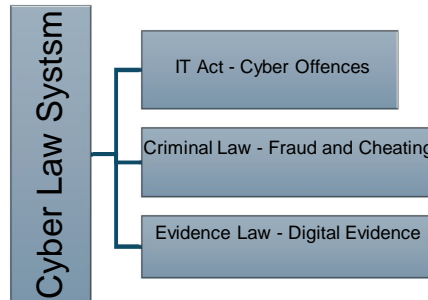 Cyber Law Systsm
IT Act - Cyber Offences
Criminal Law - Fraud and Cheating
Evidence Law - Digital Evidence